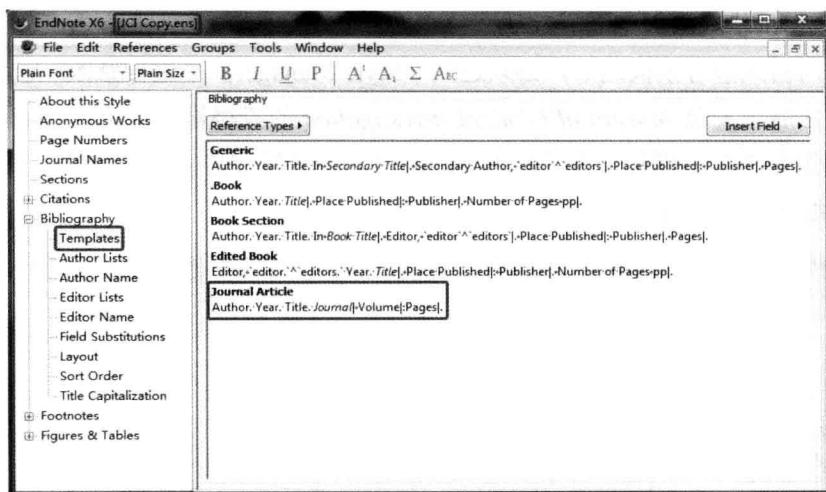 EndNote X6 - [JCI Copy.ens]
File Edit References Groups Tools Window Help
Plain Font Plain Size B I U P A¹ A₁ Σ Aʙᴄ
About this Style
Anonymous Works
Page Numbers
Journal Names
Sections
Citations
Bibliography
Templates
Author Lists
Author Name
Editor Lists
Editor Name
Field Substitutions
Layout
Sort Order
Title Capitalization
Footnotes
Figures & Tables
Bibliography
Reference Types Insert Field
Generic
Author.·Year.·Title.·In·Secondary·Title|.·Secondary·Author,·`editor`^`editors`|.·Place·Published|:·Publisher|.·Pages|.
.Book
Author.·Year.·Title|.·Place·Published|:·Publisher|.·Number·of·Pages·pp|.
Book Section
Author.·Year.·Title.·In·Book·Title|.·Editor,·`editor`^`editors`|.·Place·Published|:·Publisher|.·Pages|.
Edited Book
Editor,·`editor.`^`editors.`·Year.·Title|.·Place·Published|:·Publisher|.·Number·of·Pages·pp|.
Journal Article
Author.·Year.·Title.·Journal|·Volume|:Pages|.